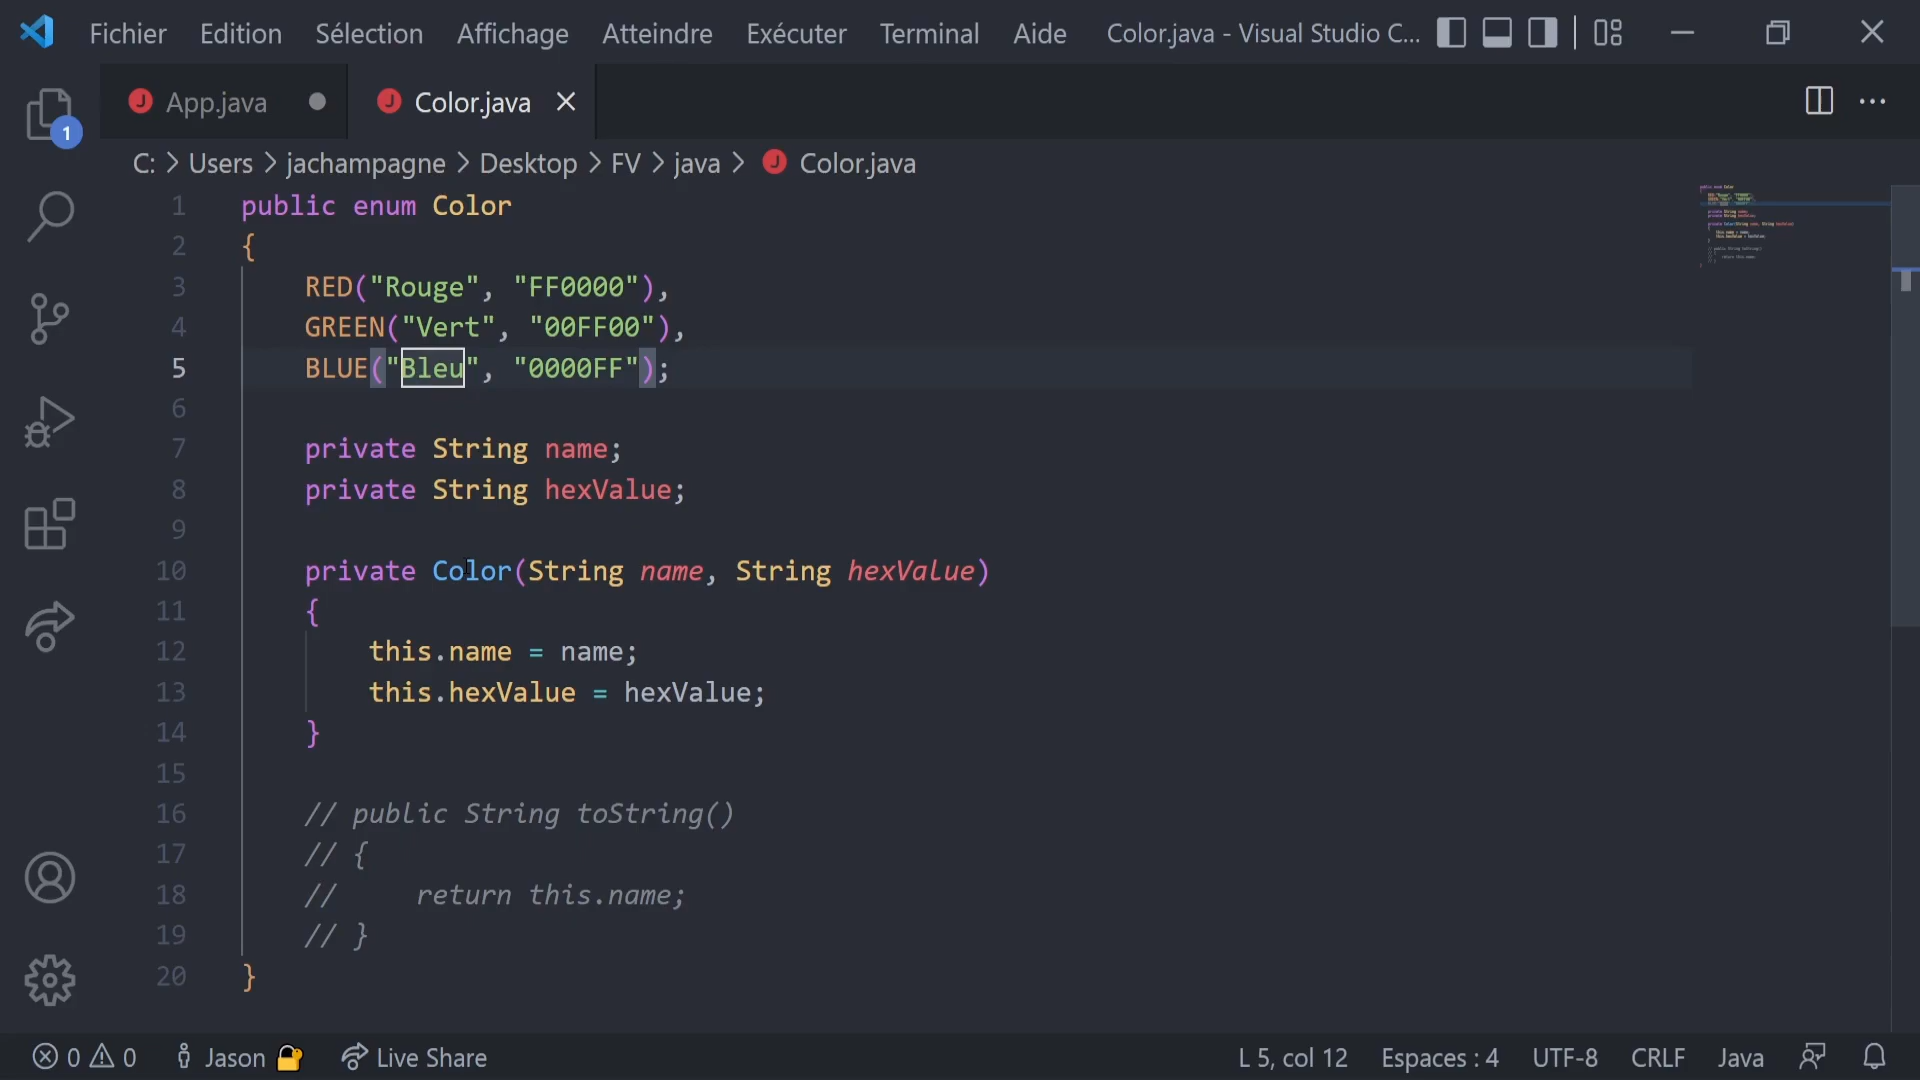 Fichier Edition Sélection Affichage Atteindre Exécuter Terminal Aide Color.java - Visual Studio C...
J App.java J Color.java
1
C: > Users > jachampagne > Desktop > FV > java > J Color.java
1 public enum Color
2 {
3 RED("Rouge", "FF0000"),
4 GREEN("Vert", "00FF00"),
5 BLUE("Bleu", "0000FF");
6
7 private String name;
8 private String hexValue;
9
10 private Color(String name, String hexValue)
11 {
12 this.name = name;
13 this.hexValue = hexValue;
14 }
15
16 // public String toString()
17 // {
18 // return this.name;
19 // }
20 }
0 0 Jason Live Share L 5, col 12 Espaces : 4 UTF-8 CRLF Java